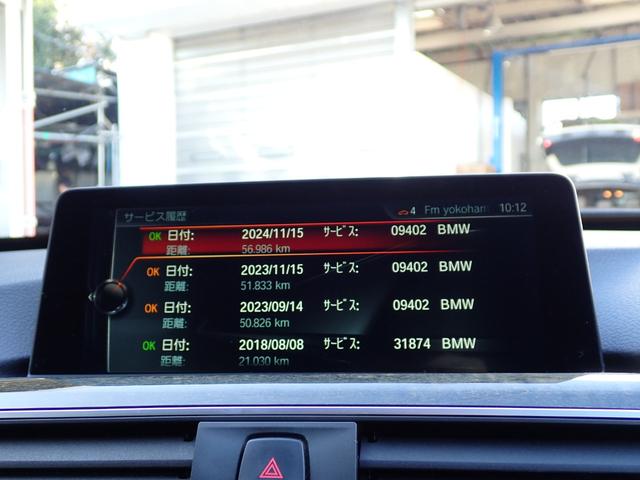 サービス履歴 4 Fm yokoham 10:12
OK 日付: 2024/11/15 ｻｰﾋﾞｽ: 09402 BMW
距離: 56.986 km
OK 日付: 2023/11/15 ｻｰﾋﾞｽ: 09402 BMW
距離: 51.833 km
OK 日付: 2023/09/14 ｻｰﾋﾞｽ: 09402 BMW
距離: 50.826 km
OK 日付: 2018/08/08 ｻｰﾋﾞｽ: 31874 BMW
距離: 21.030 km